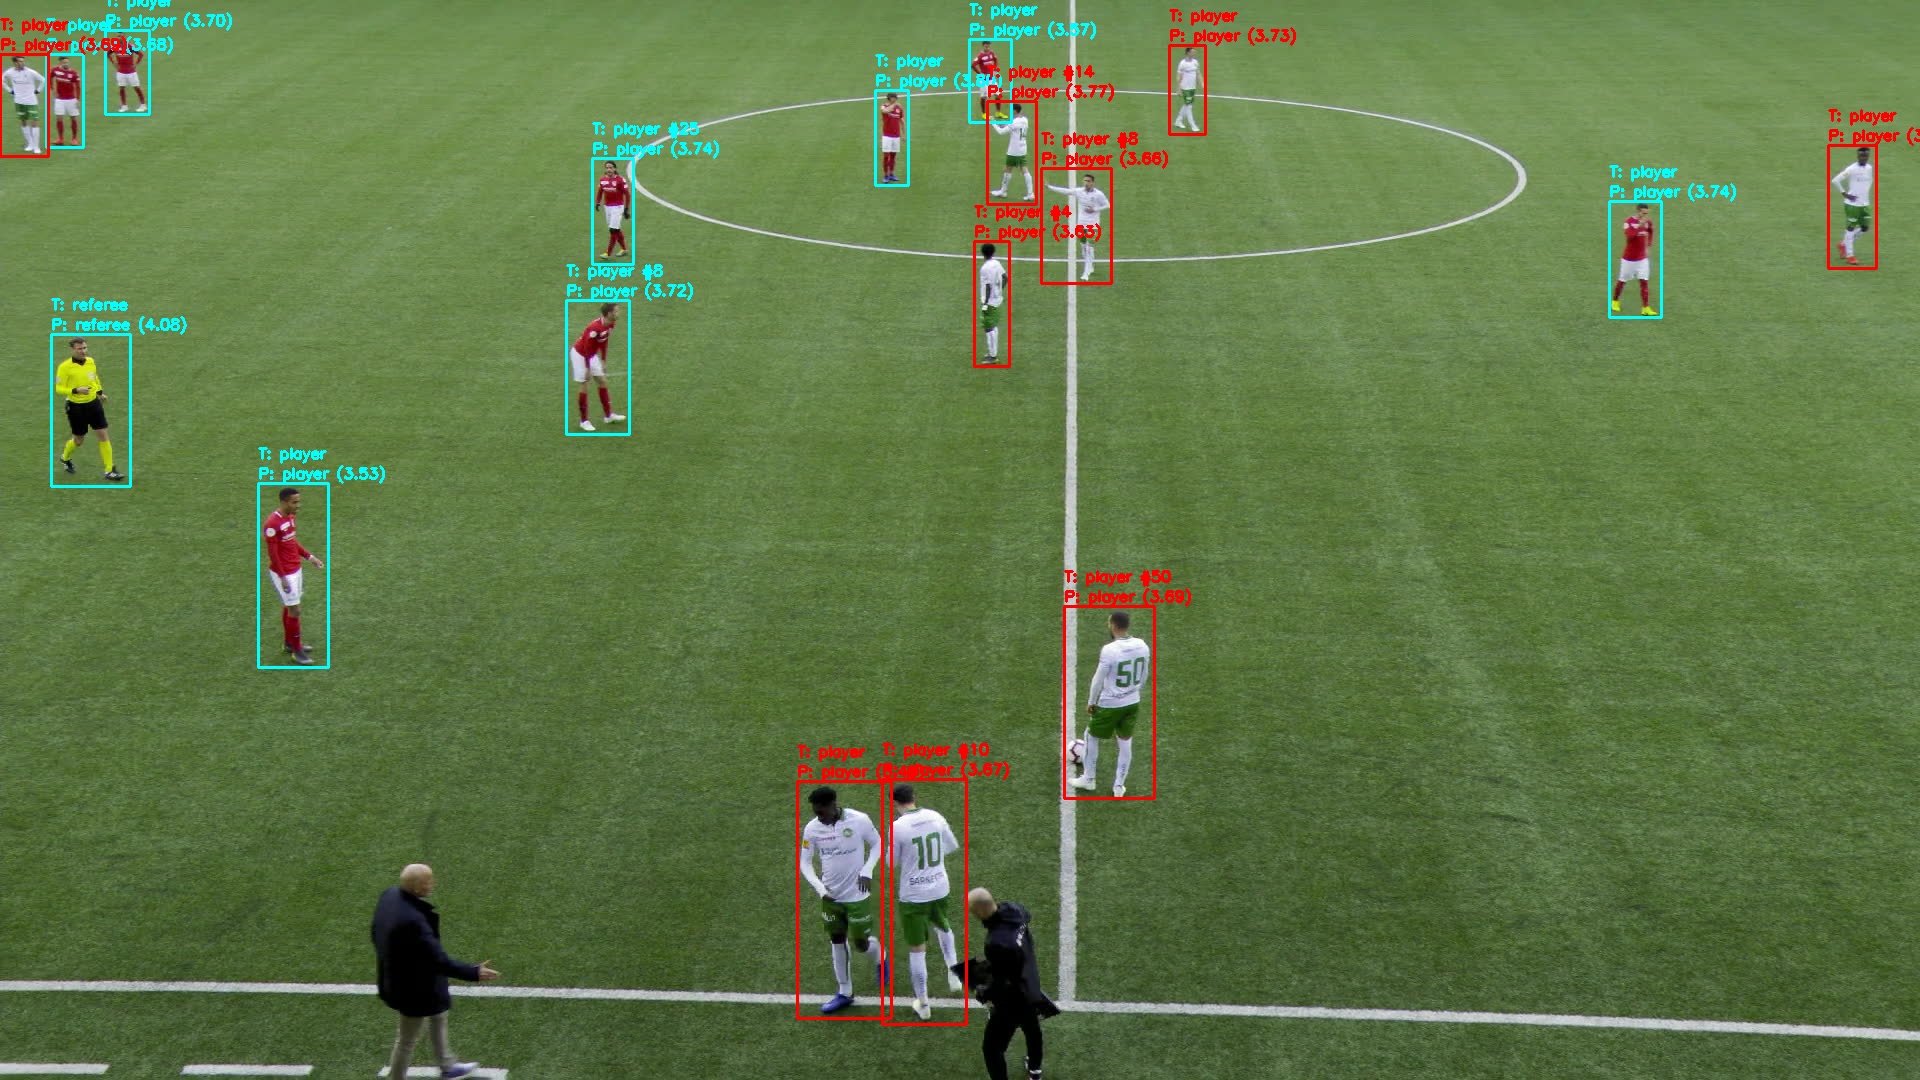 T: player
P: player (3.70)
T: player
P: player (3.69)
player
(3.68)
T: player
P: player (3.57)
T: player
P: player (3.73)
T: player
P: player
T: player #14
P: player (3.77)
T: player
P: player
T: player #25
P: player (3.74)
T: player #8
P: player (3.66)
T: player
P: player (3.74)
T: player #4
P: player (3.63)
T: player #8
P: player (3.72)
T: referee
P: referee (4.08)
T: player
P: player (3.53)
T: player #50
P: player (3.69)
50
T: player
P: player
T: player #10
player (3.67)
10
14